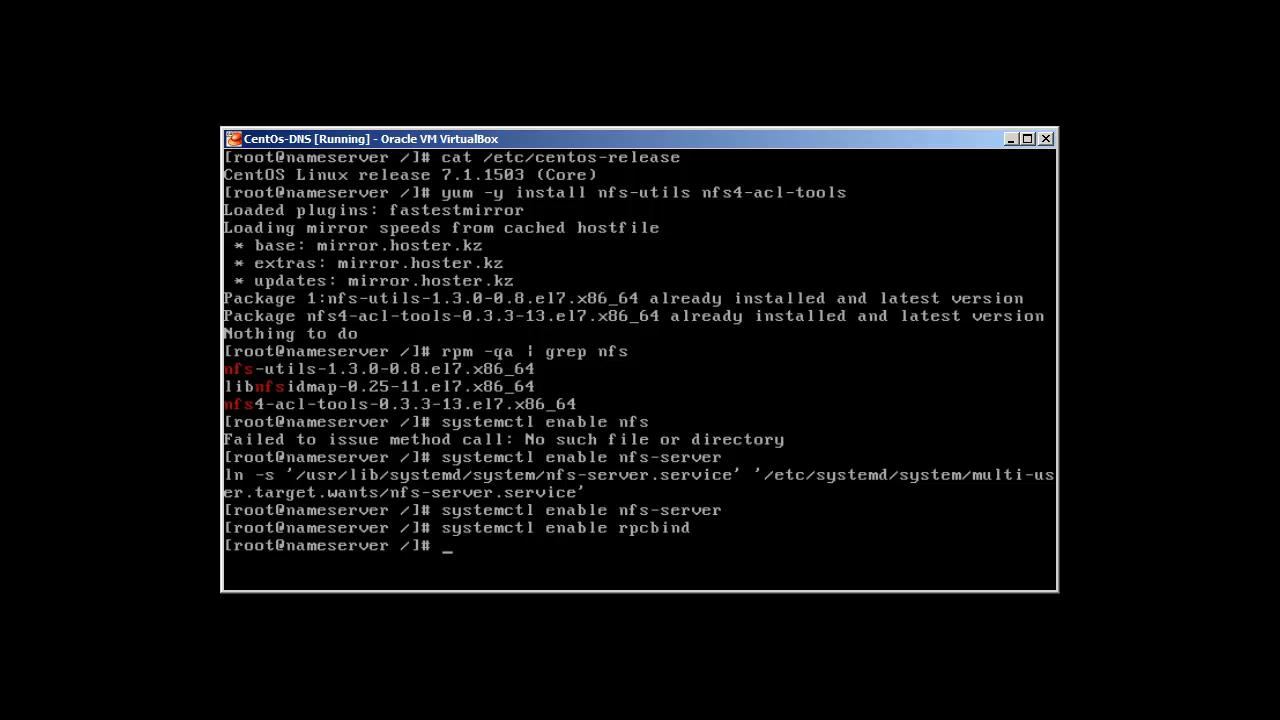 CentOs-DNS [Running] - Oracle VM VirtualBox
[root@nameserver /]# cat /etc/centos-release
CentOS Linux release 7.1.1503 (Core)
[root@nameserver /]# yum -y install nfs-utils nfs4-acl-tools
Loaded plugins: fastestmirror
Loading mirror speeds from cached hostfile
 * base: mirror.hoster.kz
 * extras: mirror.hoster.kz
 * updates: mirror.hoster.kz
Package 1:nfs-utils-1.3.0-0.8.el7.x86_64 already installed and latest version
Package nfs4-acl-tools-0.3.3-13.el7.x86_64 already installed and latest version
Nothing to do
[root@nameserver /]# rpm -qa | grep nfs
nfs-utils-1.3.0-0.8.el7.x86_64
libnfsidmap-0.25-11.el7.x86_64
nfs4-acl-tools-0.3.3-13.el7.x86_64
[root@nameserver /]# systemctl enable nfs
Failed to issue method call: No such file or directory
[root@nameserver /]# systemctl enable nfs-server
ln -s '/usr/lib/systemd/system/nfs-server.service' '/etc/systemd/system/multi-us
er.target.wants/nfs-server.service'
[root@nameserver /]# systemctl enable nfs-server
[root@nameserver /]# systemctl enable rpcbind
[root@nameserver /]# _